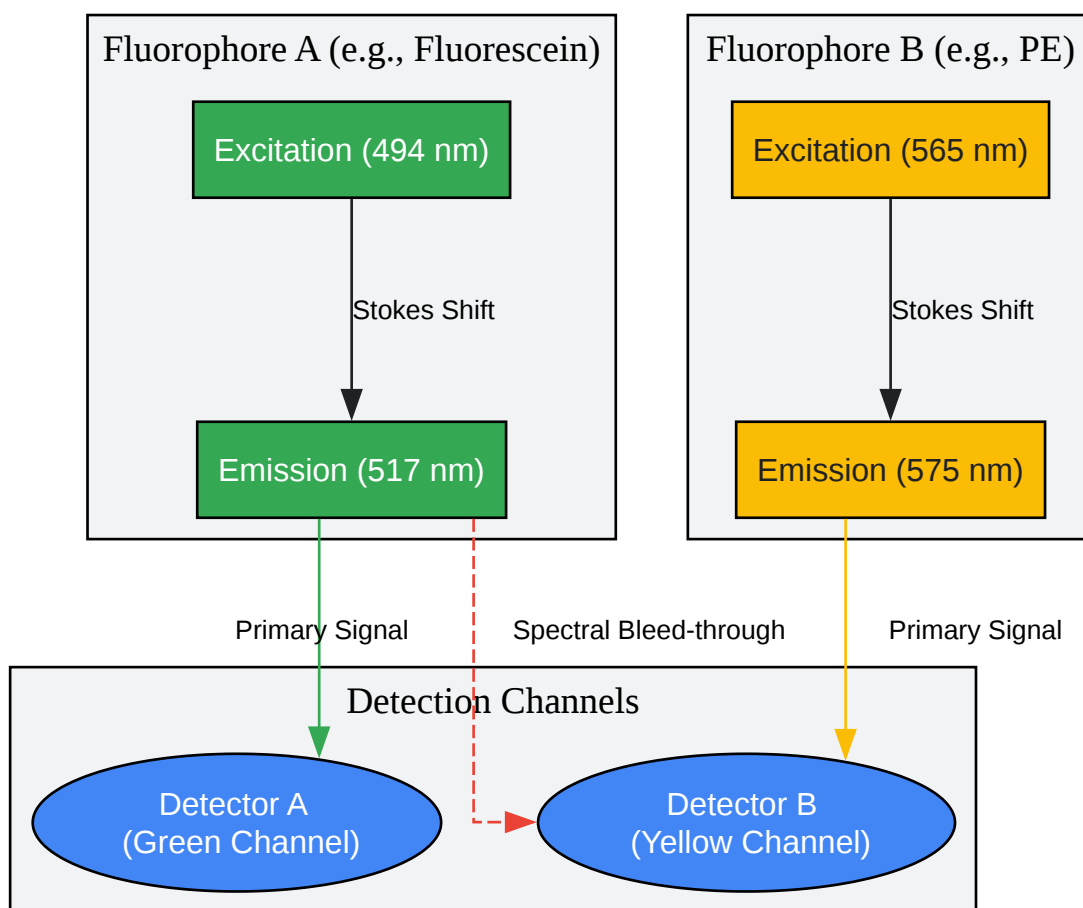 Fluorophore A (e.g., Fluorescein)
Fluorophore B (e.g., PE)
Excitation (494 nm)
Excitation (565 nm)
Stokes Shift
Stokes Shift
Emission (517 nm)
Emission (575 nm)
Primary Signal
Spectral Bleed-through
Primary Signal
Detection Channels
Detector A
(Green Channel)
Detector B
(Yellow Channel)